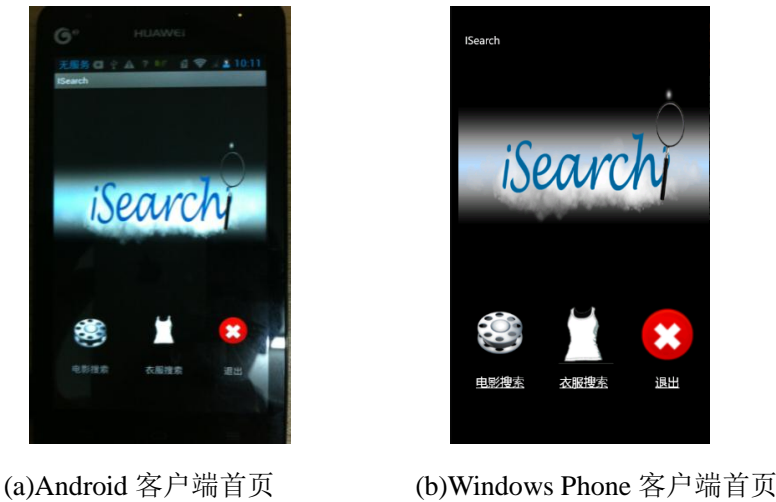 HUAWEI
无服务 10:11
ISearch
iSearch
电影搜索 衣服搜索 退出
ISearch
iSearch
电影搜索 衣服搜索 退出
(a)Android 客户端首页 (b)Windows Phone 客户端首页